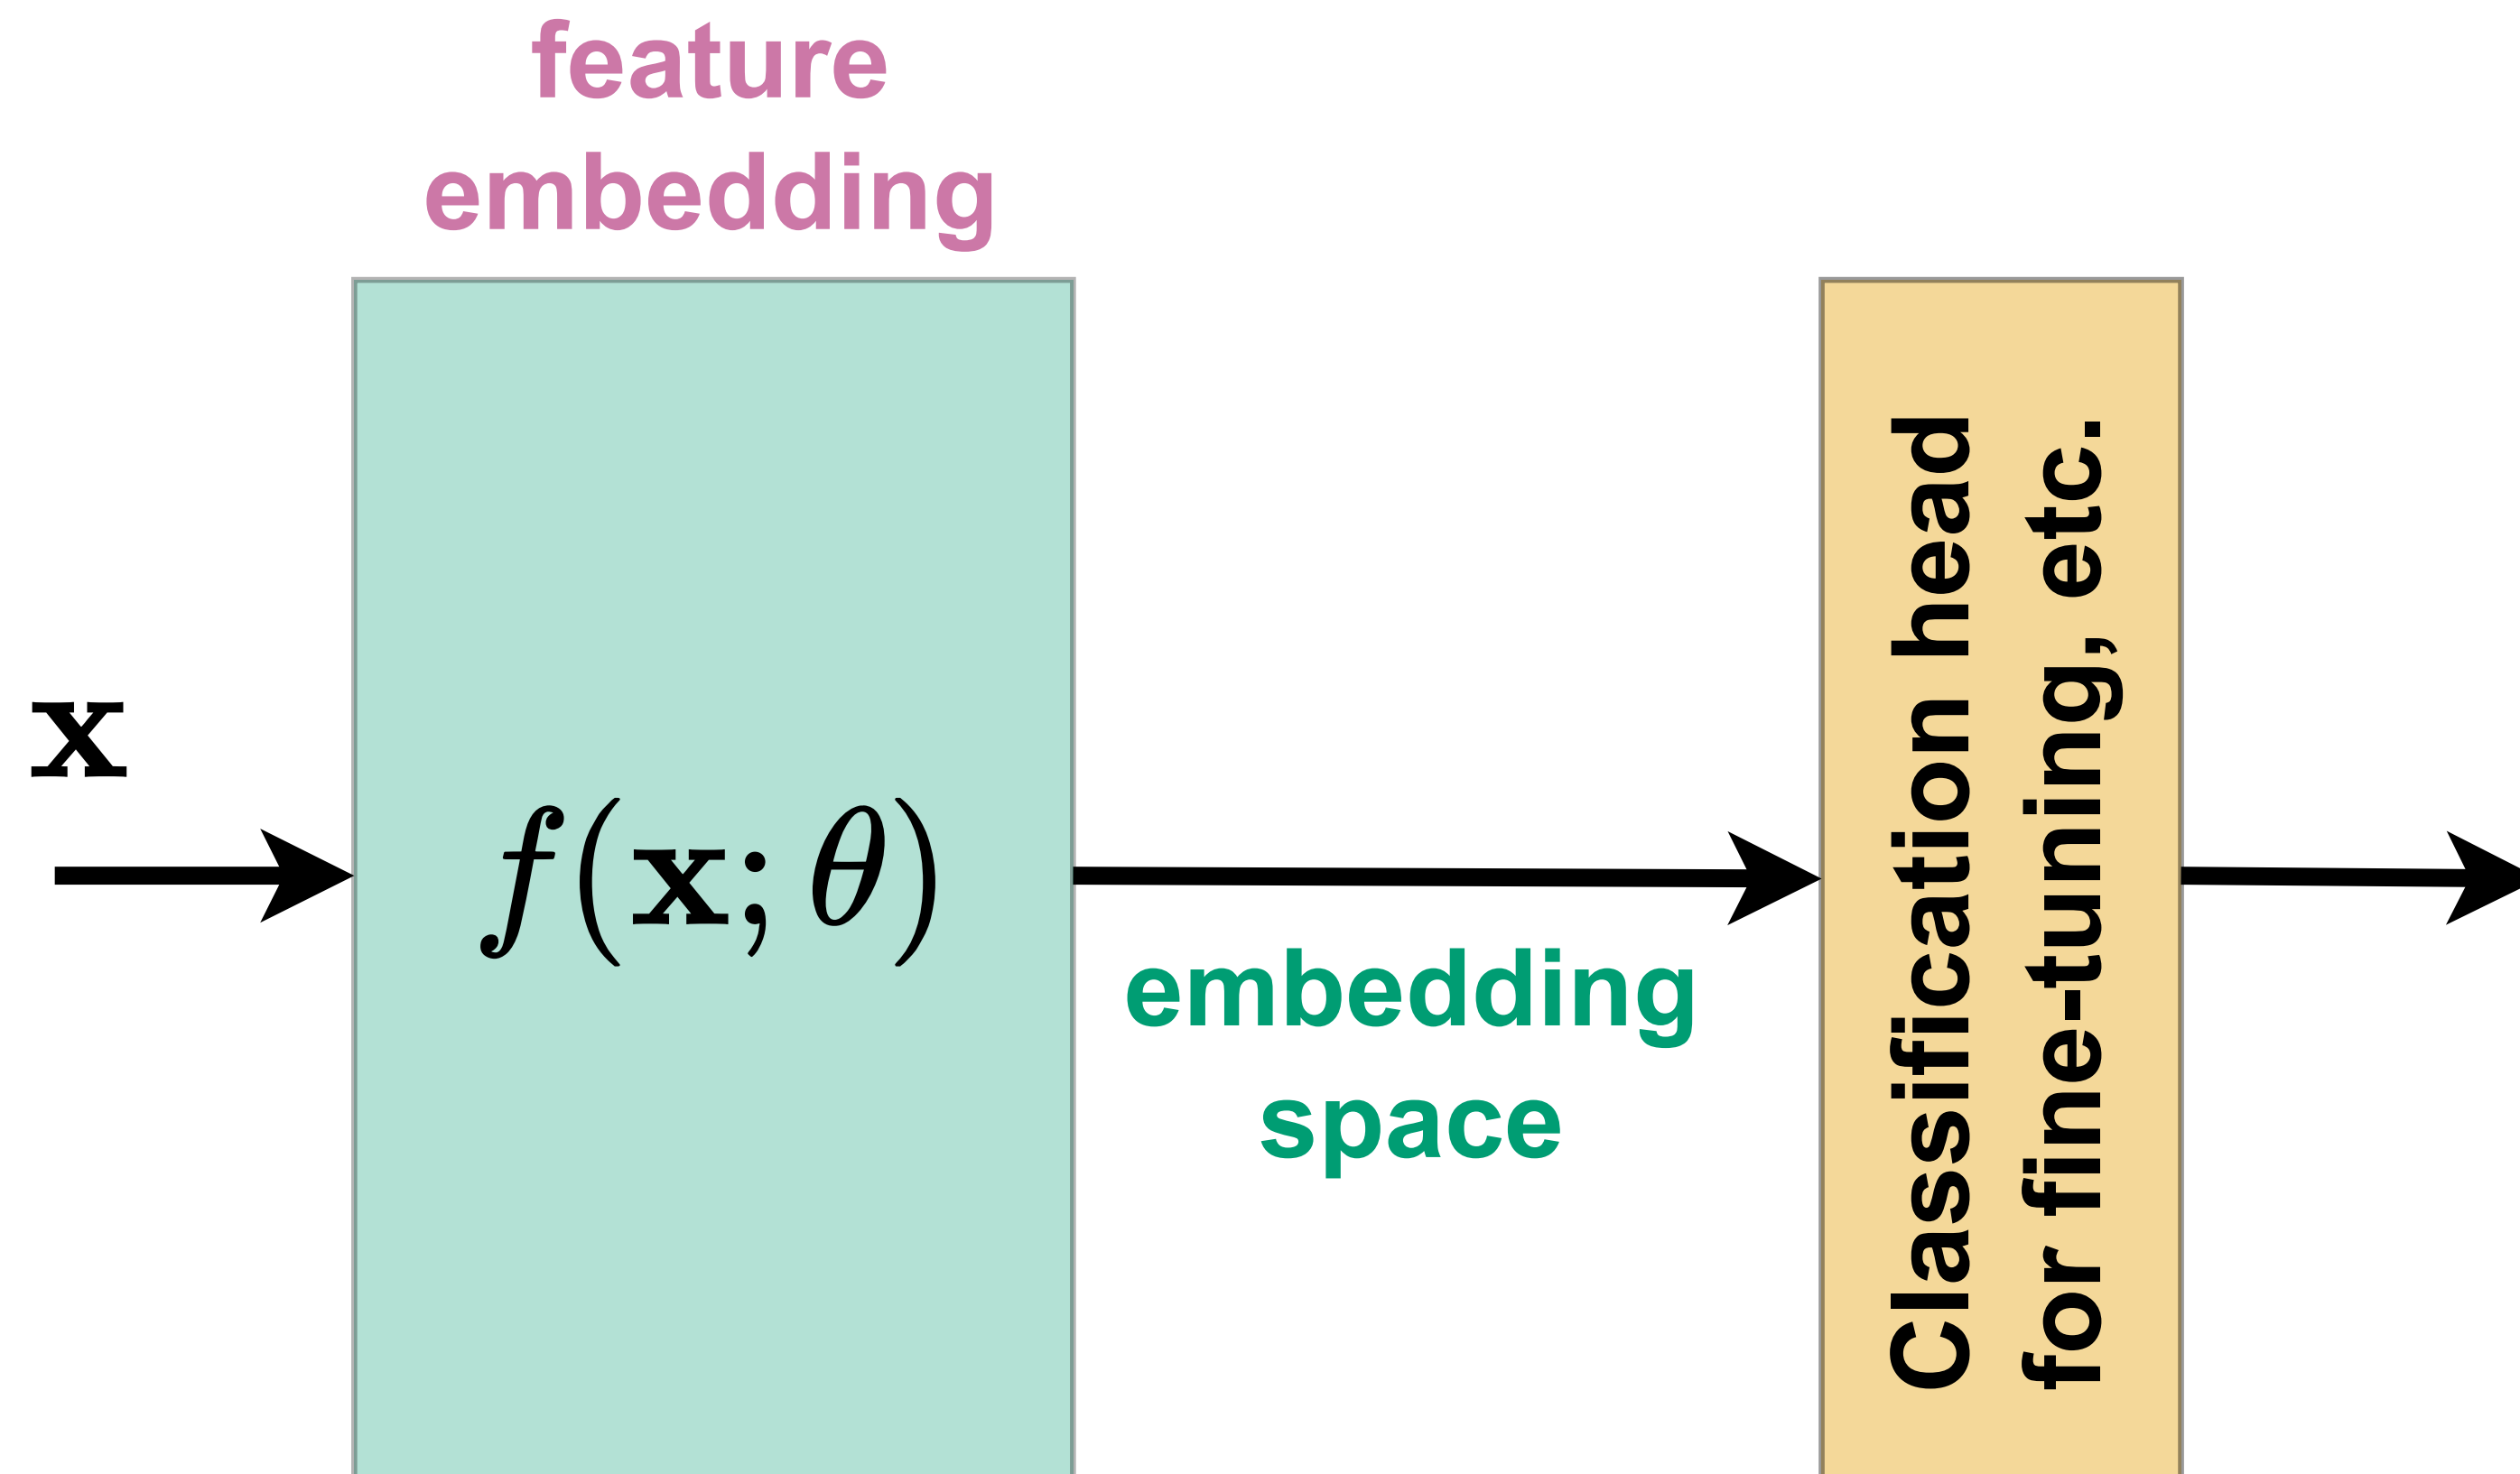 feature
embedding
x
f(x; θ)
embedding
space
Classification head
for fine-tuning, etc.